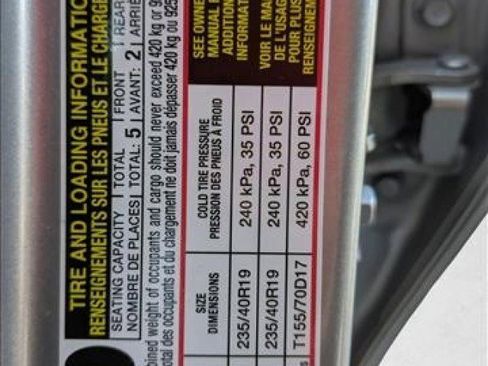 TIRE AND LOADING INFORMATION
RENSEIGNEMENTS SUR LES PNEUS ET LE CHARGE
SEATING CAPACITY | TOTAL | FRONT | REAR
NOMBRE DE PLACES | TOTAL: 5 | AVANT: 2 | ARRIÈ
bined weight of occupants and cargo should never exceed 420 kg or 9
total des occupants et du chargement ne doit jamais dépasser 420 kg ou 925
SIZE
DIMENSIONS
COLD TIRE PRESSURE
PRESSION DES PNEUS À FROID
235/40R19 240 kPa, 35 PSI
235/40R19 240 kPa, 35 PSI
T155/70D17 420 kPa, 60 PSI
SEE OWNE
MANUAL F
ADDITION
INFORMAT
VOIR LE MA
DE L'USAG
POUR PLUS
RENSEIGNEM